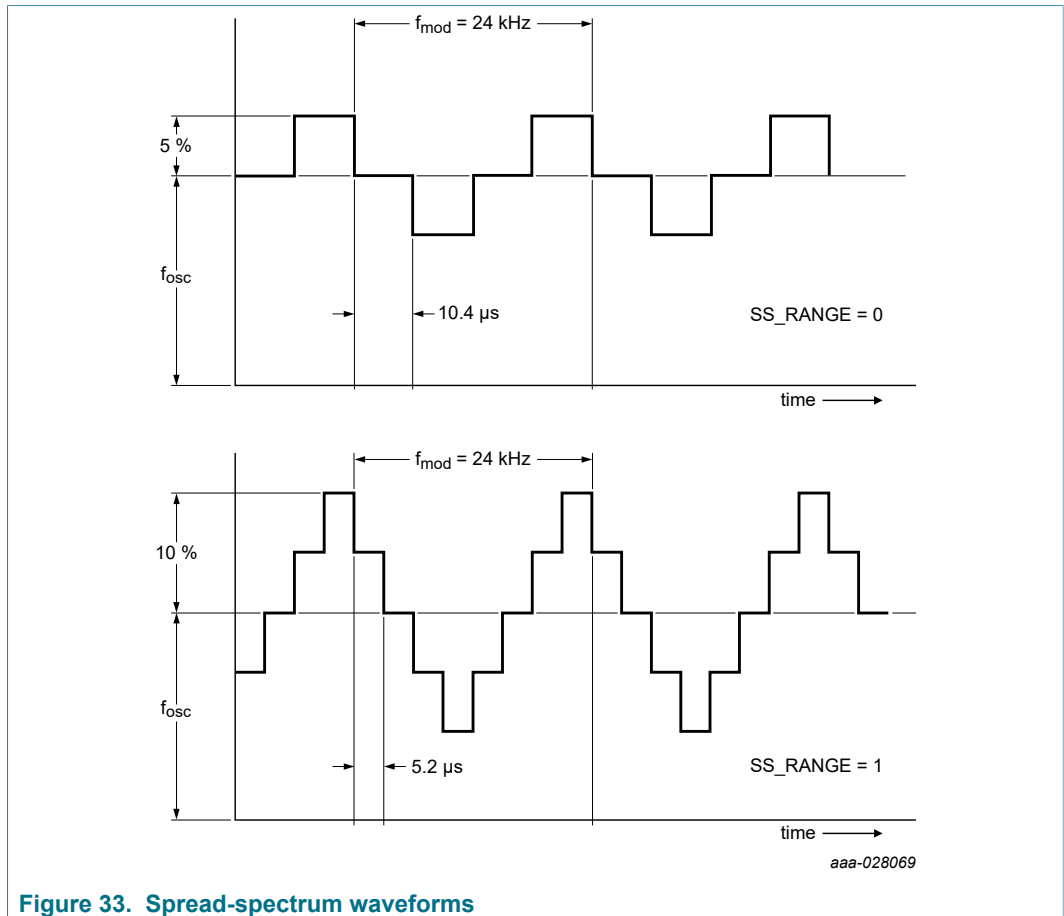 fmod = 24 kHz
5 %
fosc
10.4 µs
SS_RANGE = 0
time
fmod = 24 kHz
10 %
fosc
5.2 µs
SS_RANGE = 1
time
aaa-028069
Figure 33. Spread-spectrum waveforms